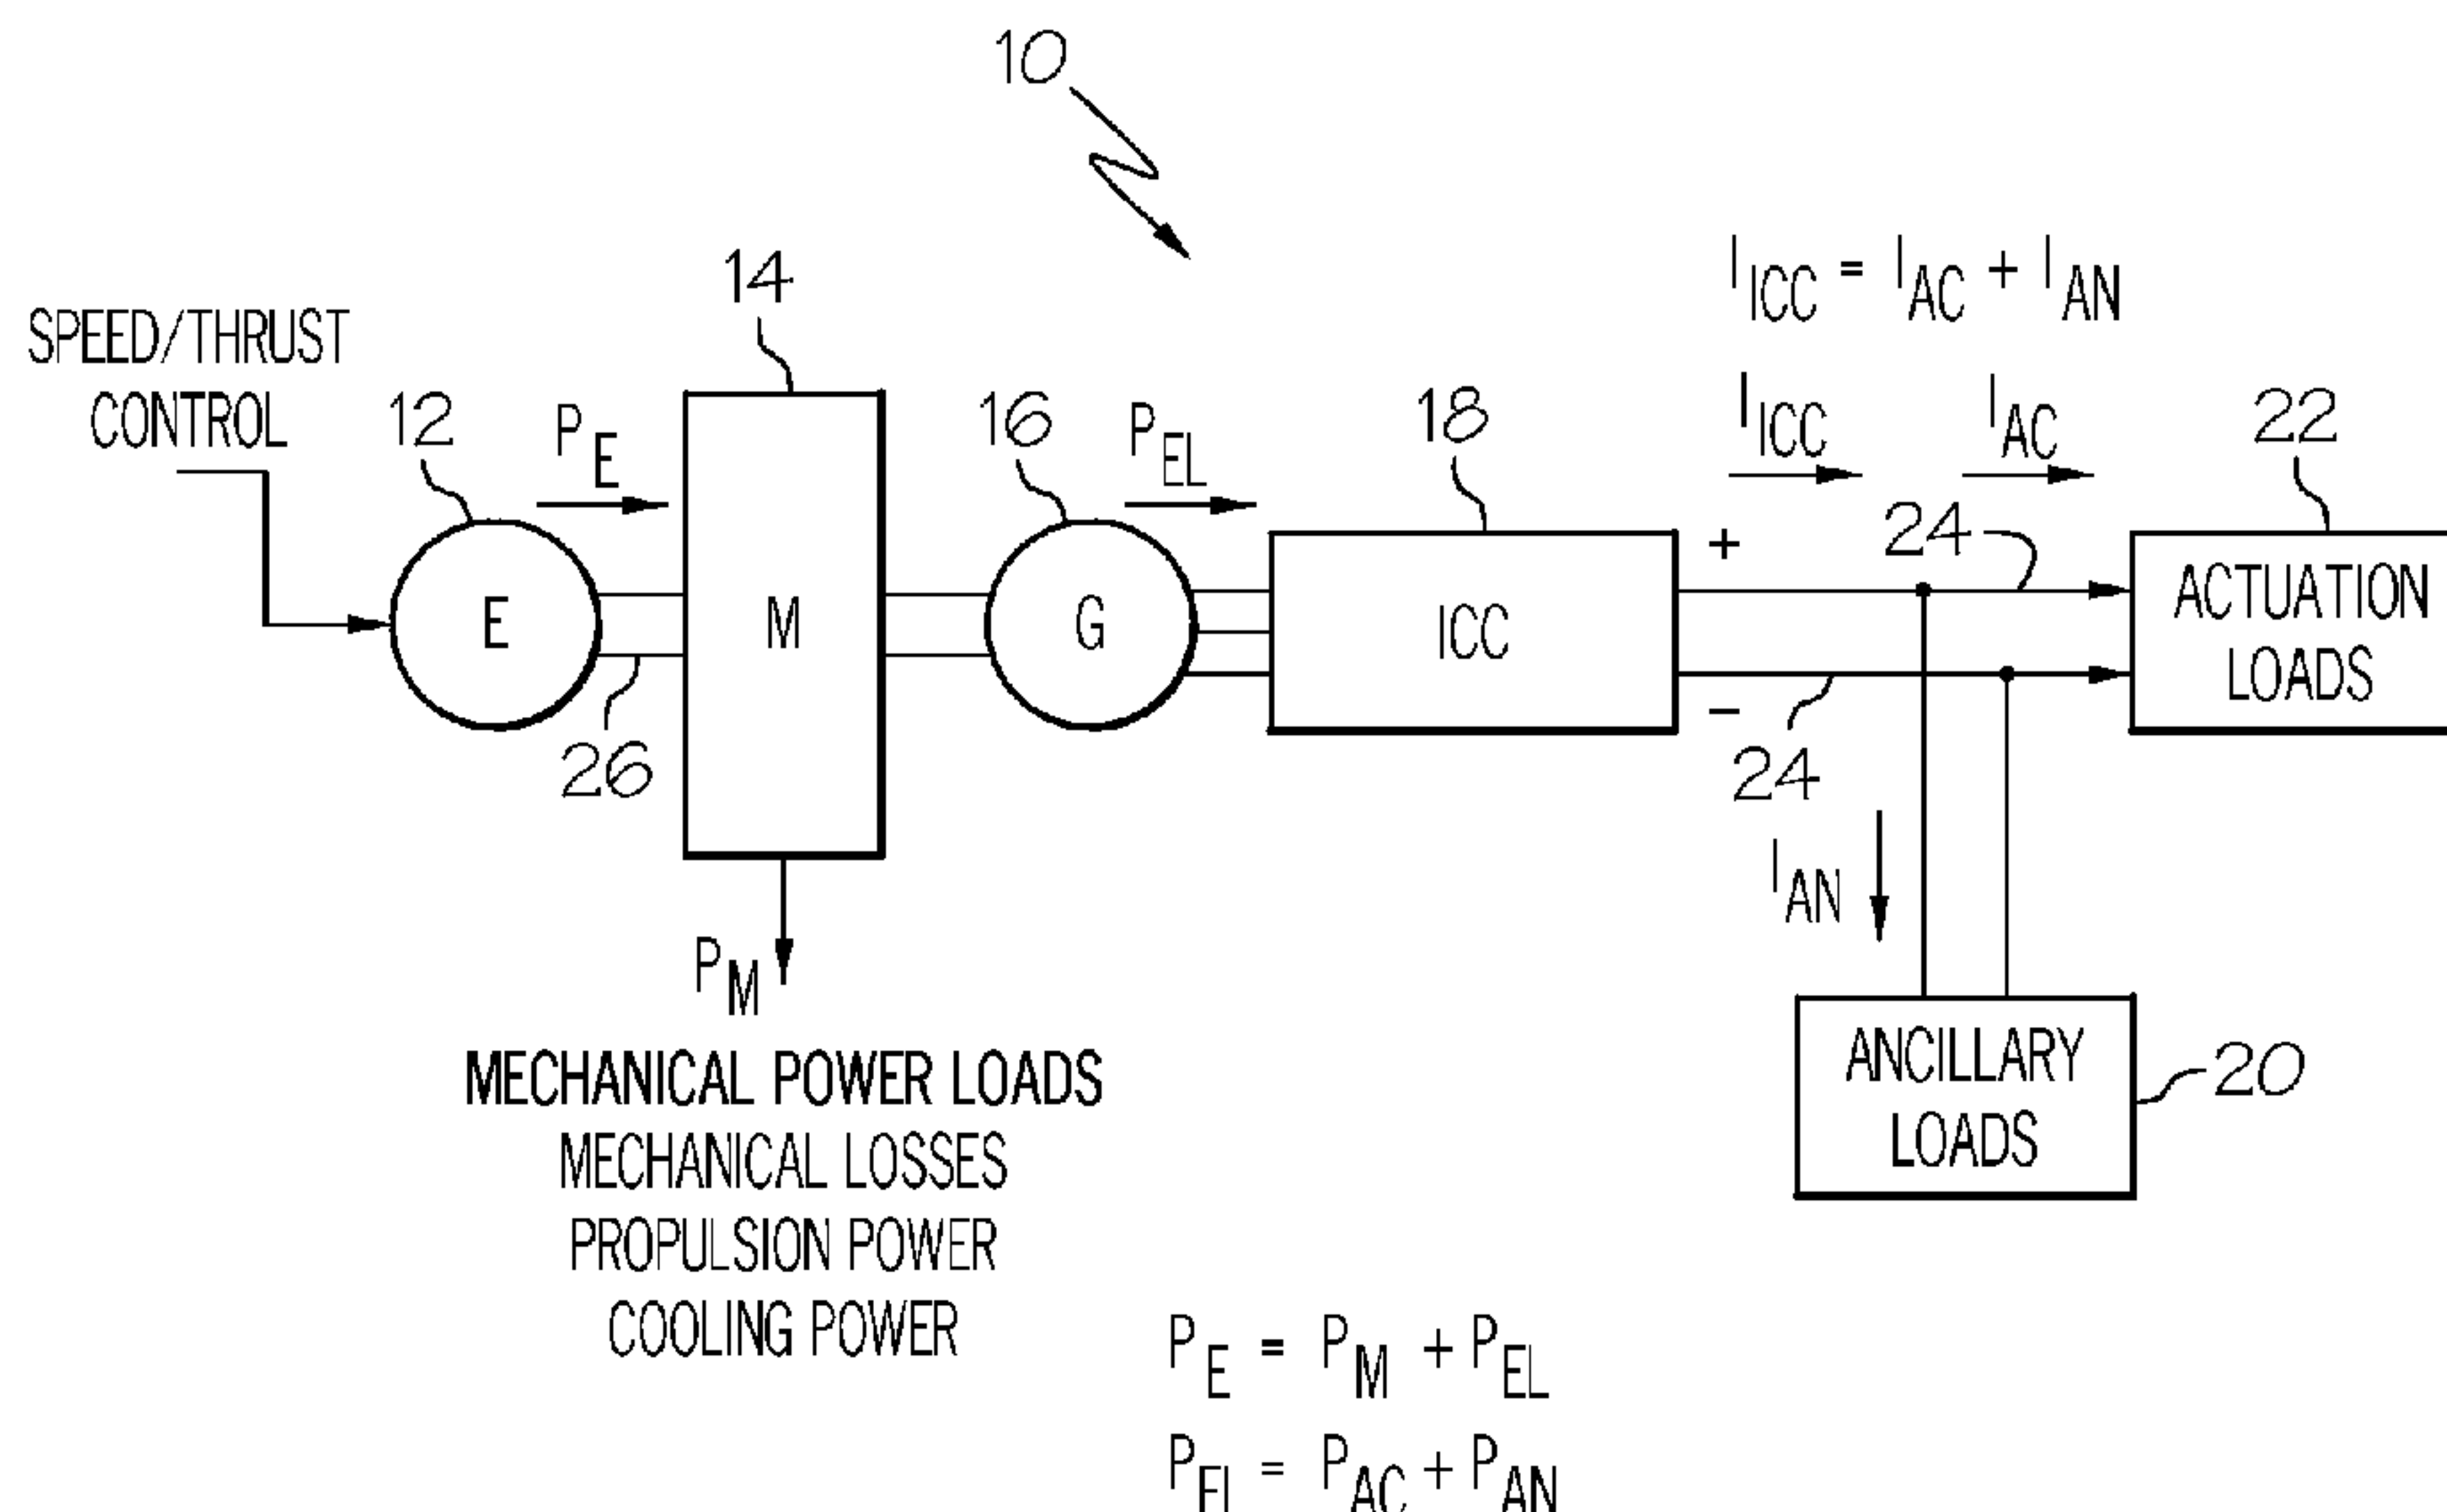 10
I_ICC = I_AC + I_AN
14
SPEED/THRUST
CONTROL
12
P_E
16
P_EL
18
I_ICC
I_AC
22
+
24
E
M
G
ICC
ACTUATION
LOADS
26
−
24
I_AN
P_M
ANCILLARY
LOADS
20
MECHANICAL POWER LOADS
MECHANICAL LOSSES
PROPULSION POWER
COOLING POWER
P_E = P_M + P_EL
P_EL = P_AC + P_AN